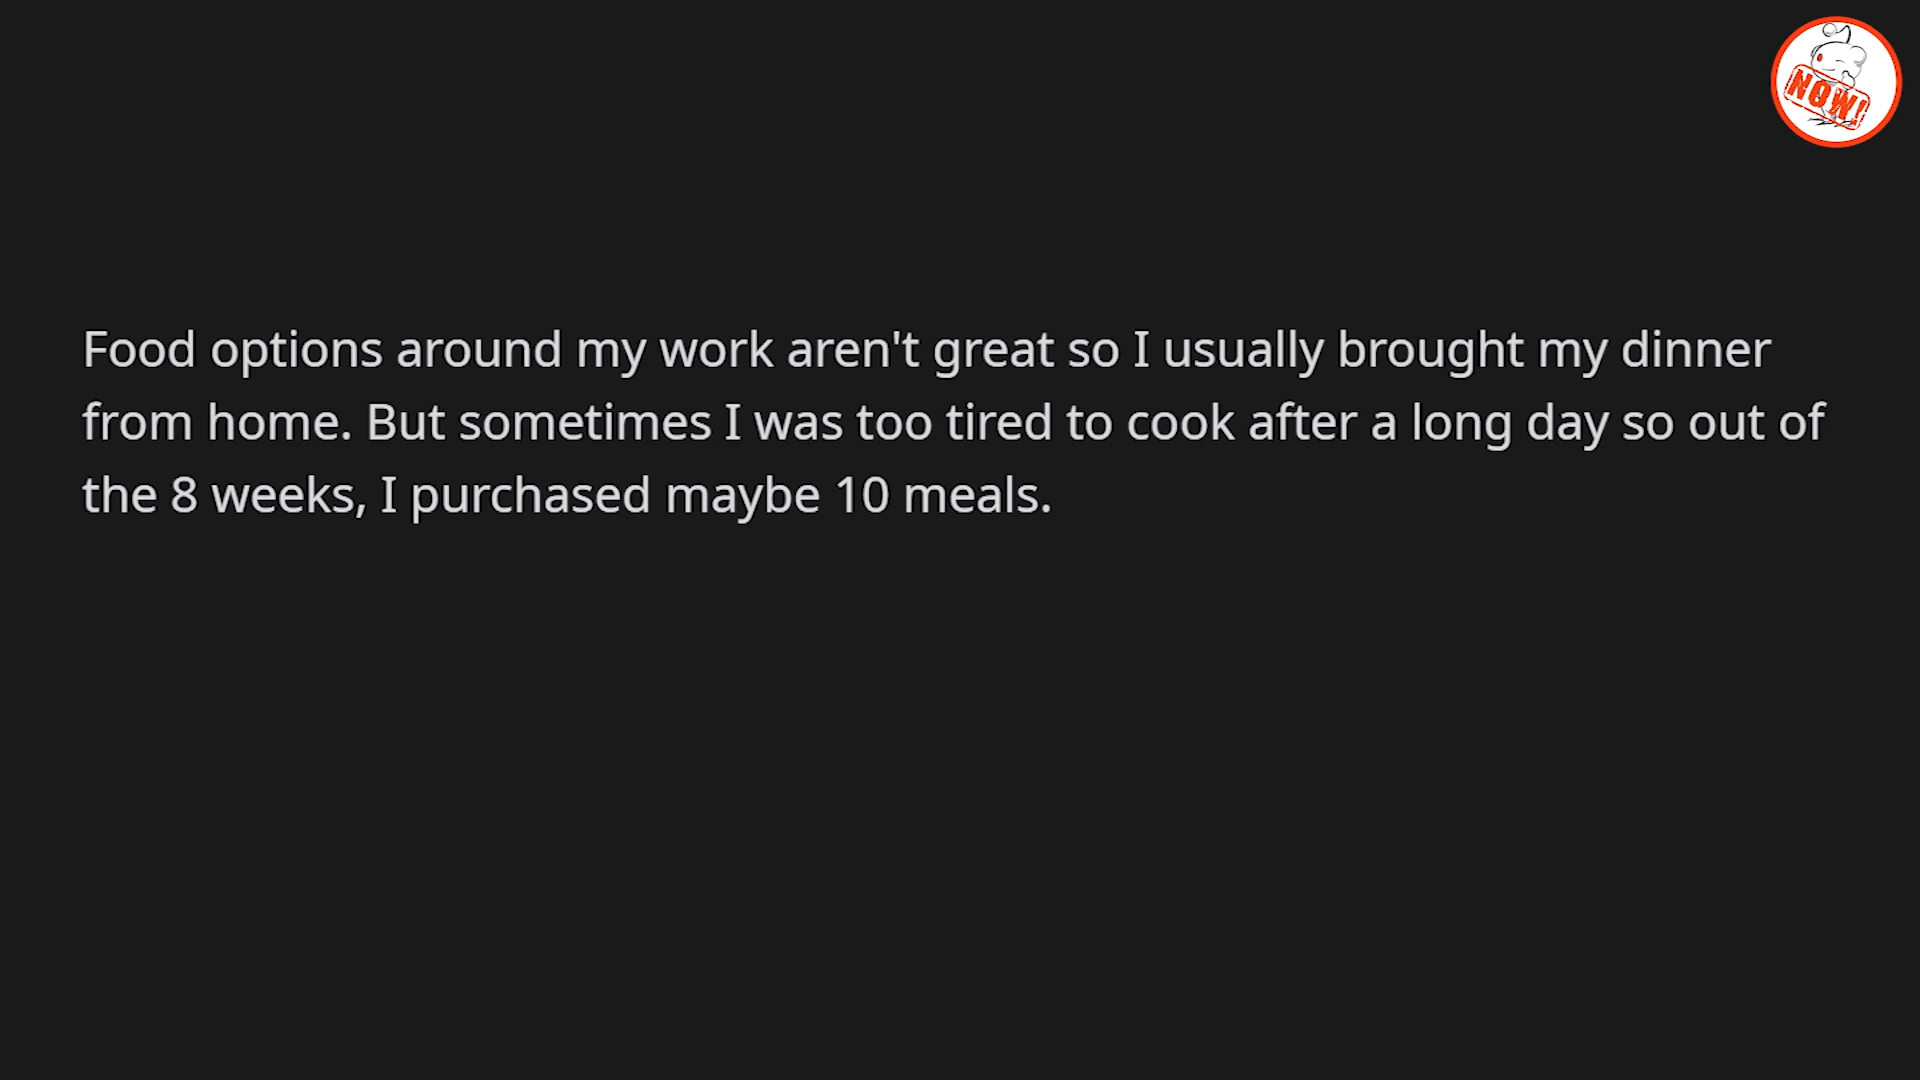 NOW!
Food options around my work aren't great so I usually brought my dinner
from home. But sometimes I was too tired to cook after a long day so out of
the 8 weeks, I purchased maybe 10 meals.